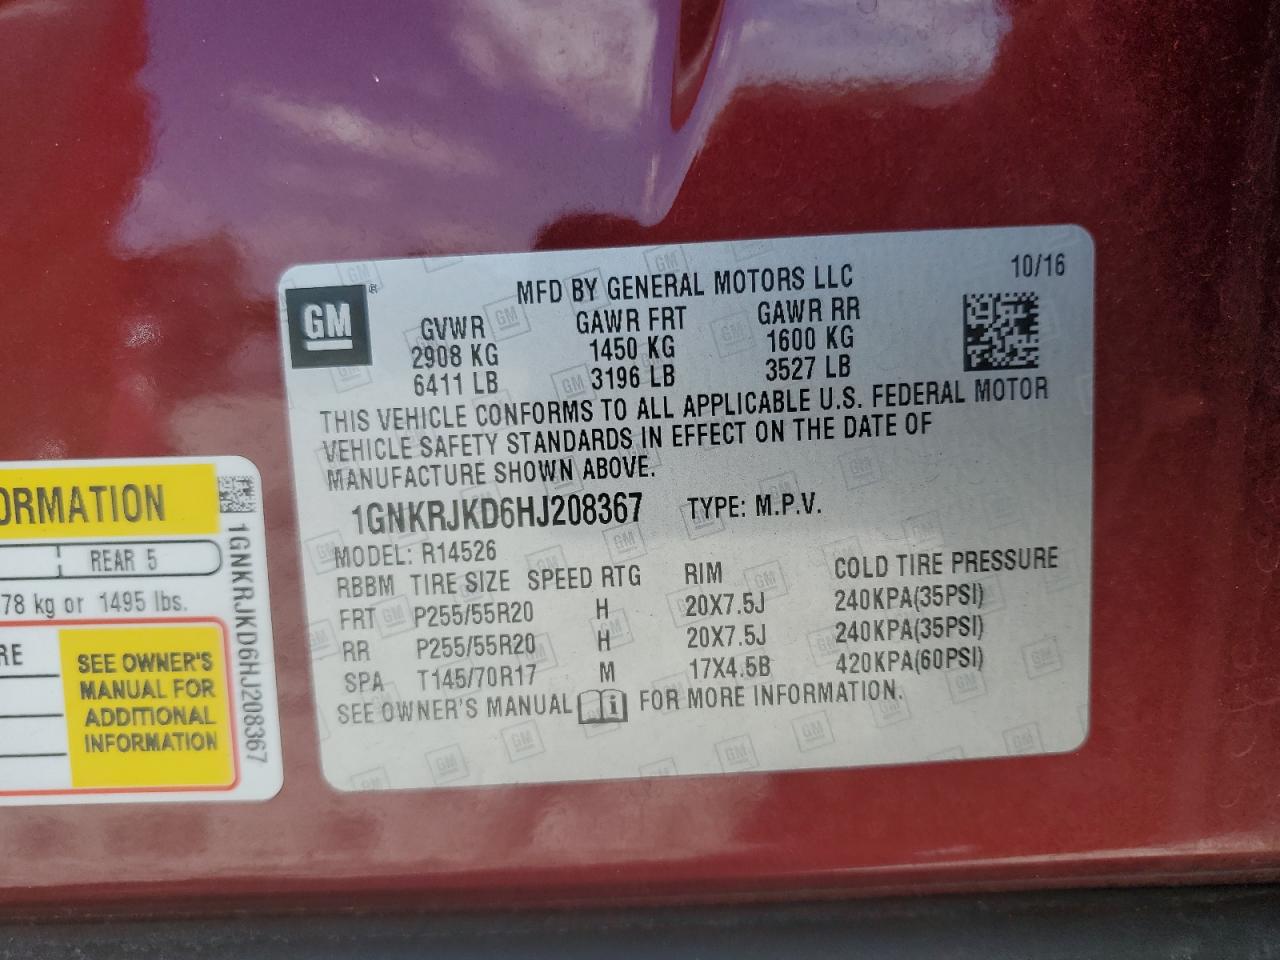 10/16
MFD BY GENERAL MOTORS LLC
GM
GVWR GAWR FRT GAWR RR
2908 KG 1450 KG 1600 KG
6411 LB 3196 LB 3527 LB
THIS VEHICLE CONFORMS TO ALL APPLICABLE U.S. FEDERAL MOTOR
VEHICLE SAFETY STANDARDS IN EFFECT ON THE DATE OF
MANUFACTURE SHOWN ABOVE.
1GNKRJKD6HJ208367 TYPE: M.P.V.
MODEL: R14526
RBBM TIRE SIZE SPEED RTG RIM COLD TIRE PRESSURE
FRT P255/55R20 H 20X7.5J 240KPA(35PSI)
RR P255/55R20 H 20X7.5J 240KPA(35PSI)
SPA T145/70R17 M 17X4.5B 420KPA(60PSI)
SEE OWNER'S MANUAL i FOR MORE INFORMATION.
ORMATION
REAR 5
78 kg or 1495 lbs.
RE
SEE OWNER'S
MANUAL FOR
ADDITIONAL
INFORMATION
1GNKRJKD6HJ208367